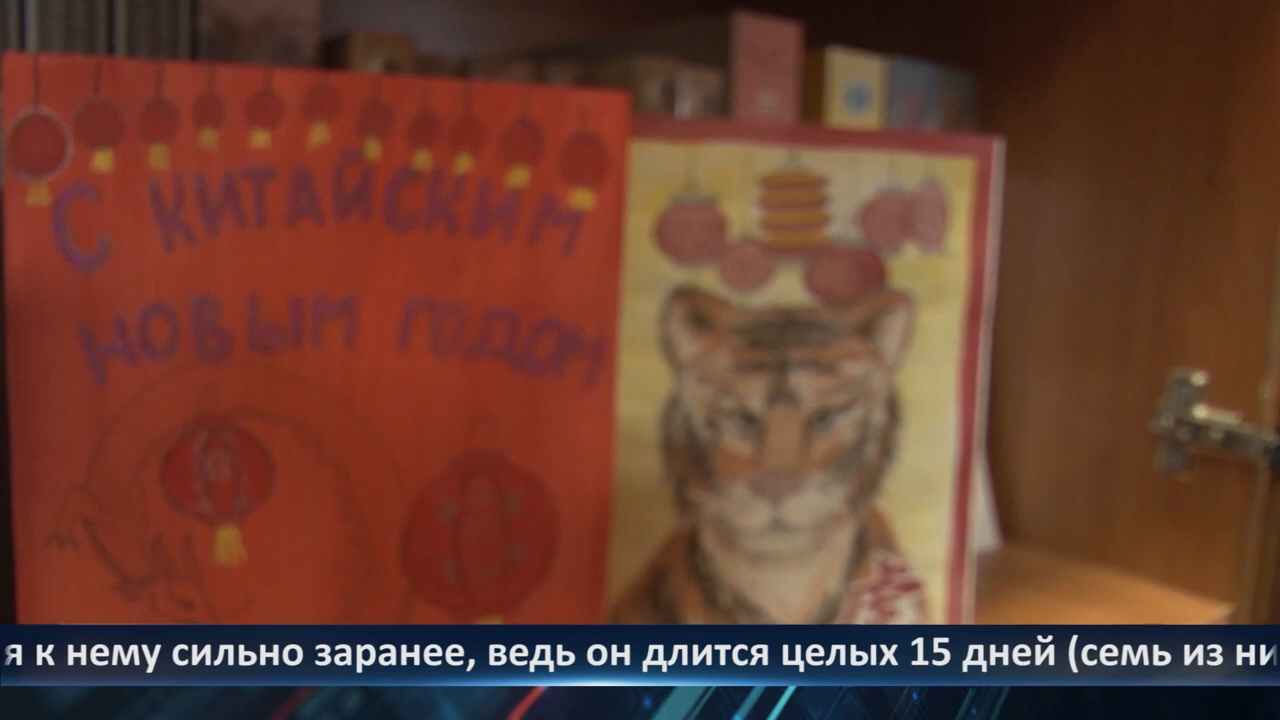 С КИТАЙСКИМ
НОВЫМ ГОДОМ
я к нему сильно заранее, ведь он длится целых 15 дней (семь из ни